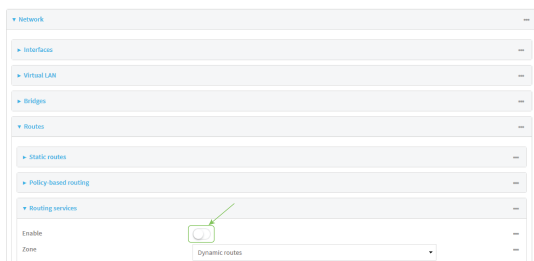 Network
Interfaces
Virtual LAN
Bridges
Routes
Static routes
Policy-based routing
Routing services
Enable
Zone
Dynamic routes